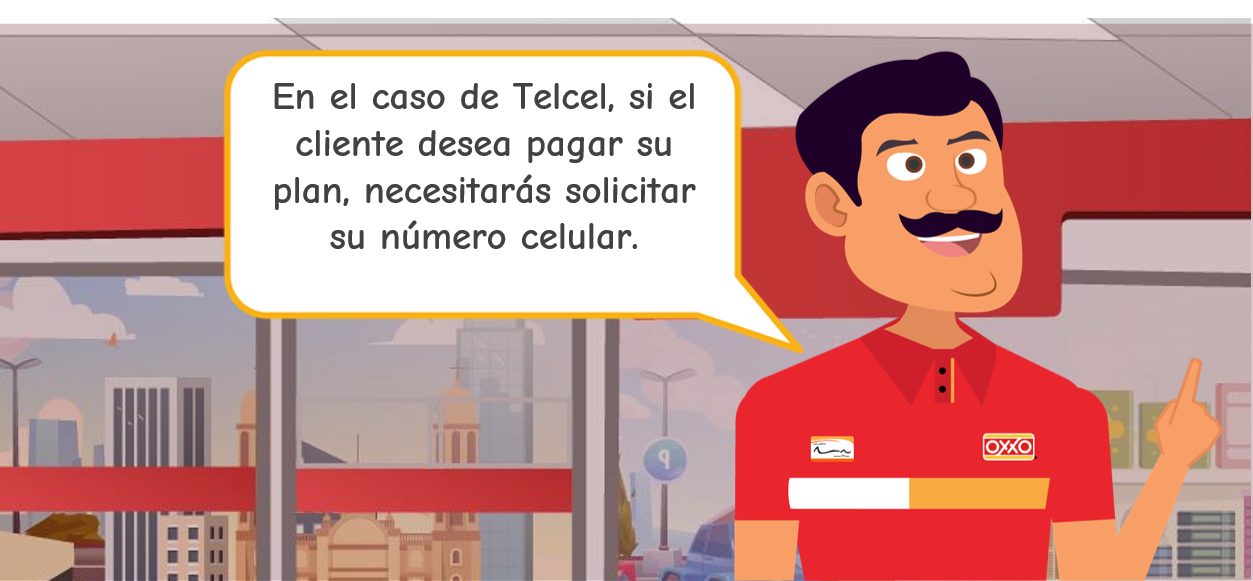 En el caso de Telcel, si el
cliente desea pagar su
plan, necesitarás solicitar
su número celular.
OXXO